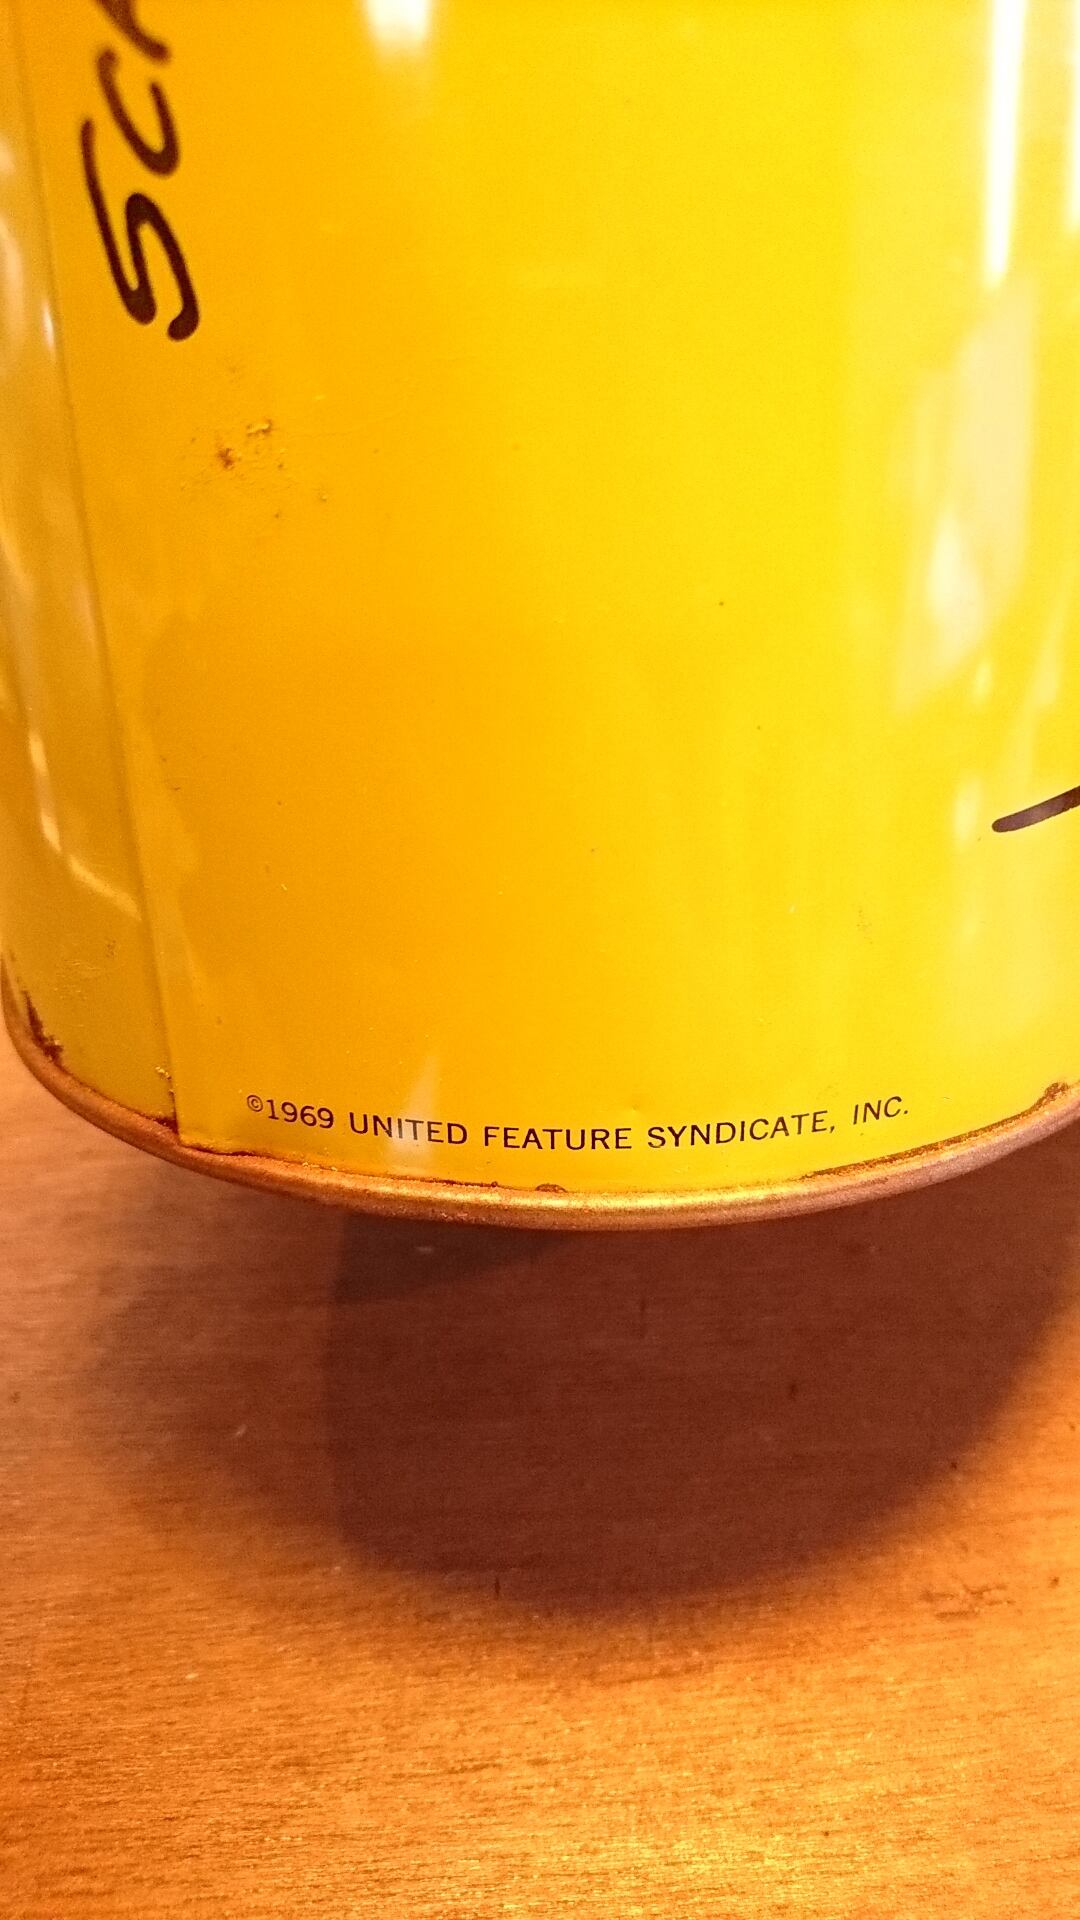 ©1969 UNITED FEATURE SYNDICATE, INC.